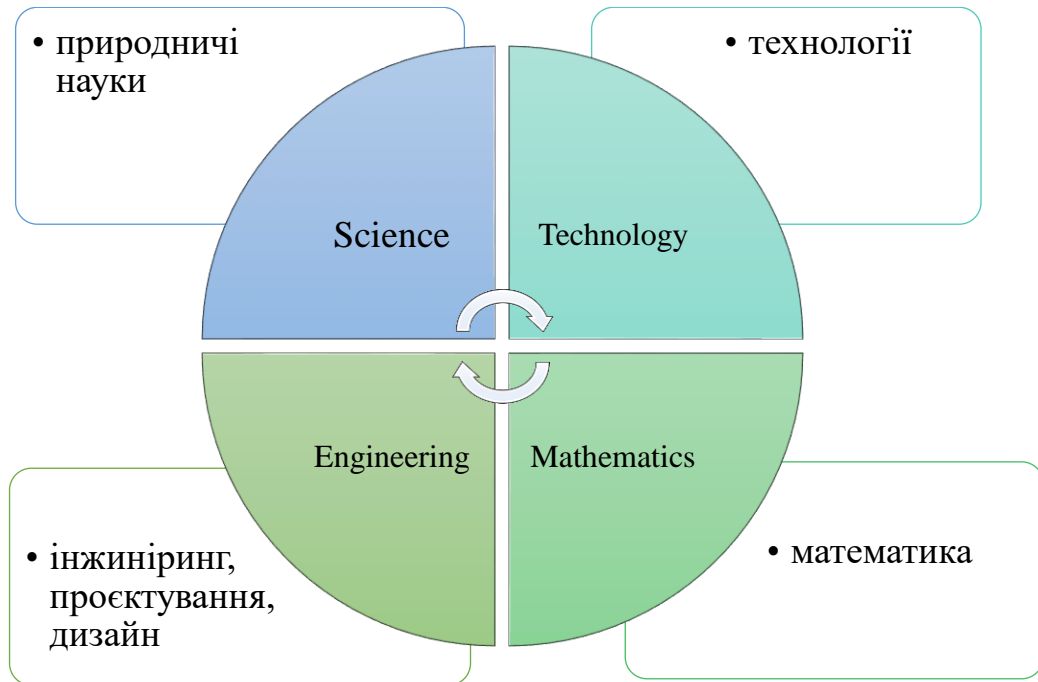 • природничі
науки
• технології
Science
Technology
Engineering
Mathematics
• інжиніринг,
проєктування,
дизайн
• математика